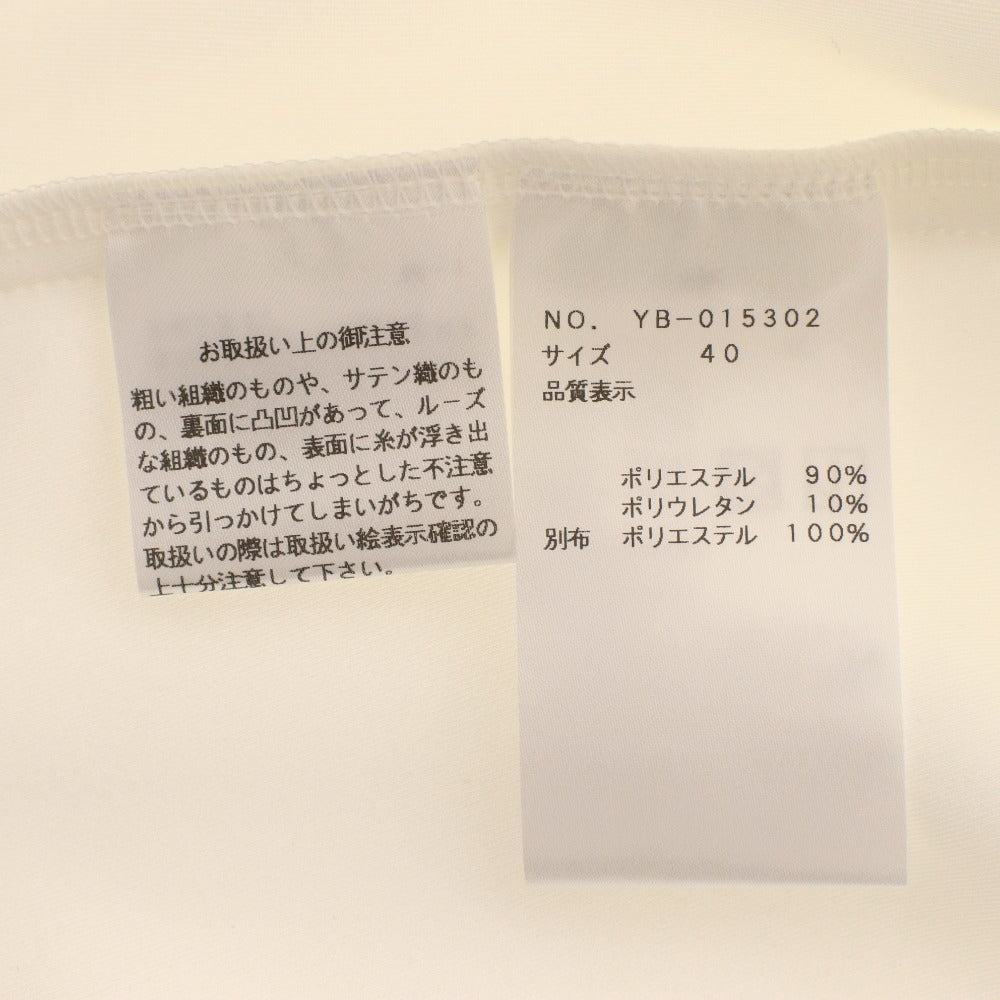 お取扱い上の御注意
粗い組織のものや、サテン織のも
の、裏面に凸凹があって、ルーズ
な組織のもの、表面に糸が浮き出
ているものはちょっとした不注意
から引っかけてしまいがちです。
取扱いの際は取扱い絵表示確認の
上十分注意して下さい。
NO. YB-015302
サイズ 40
品質表示
ポリエステル 90%
ポリウレタン 10%
別布 ポリエステル 100%